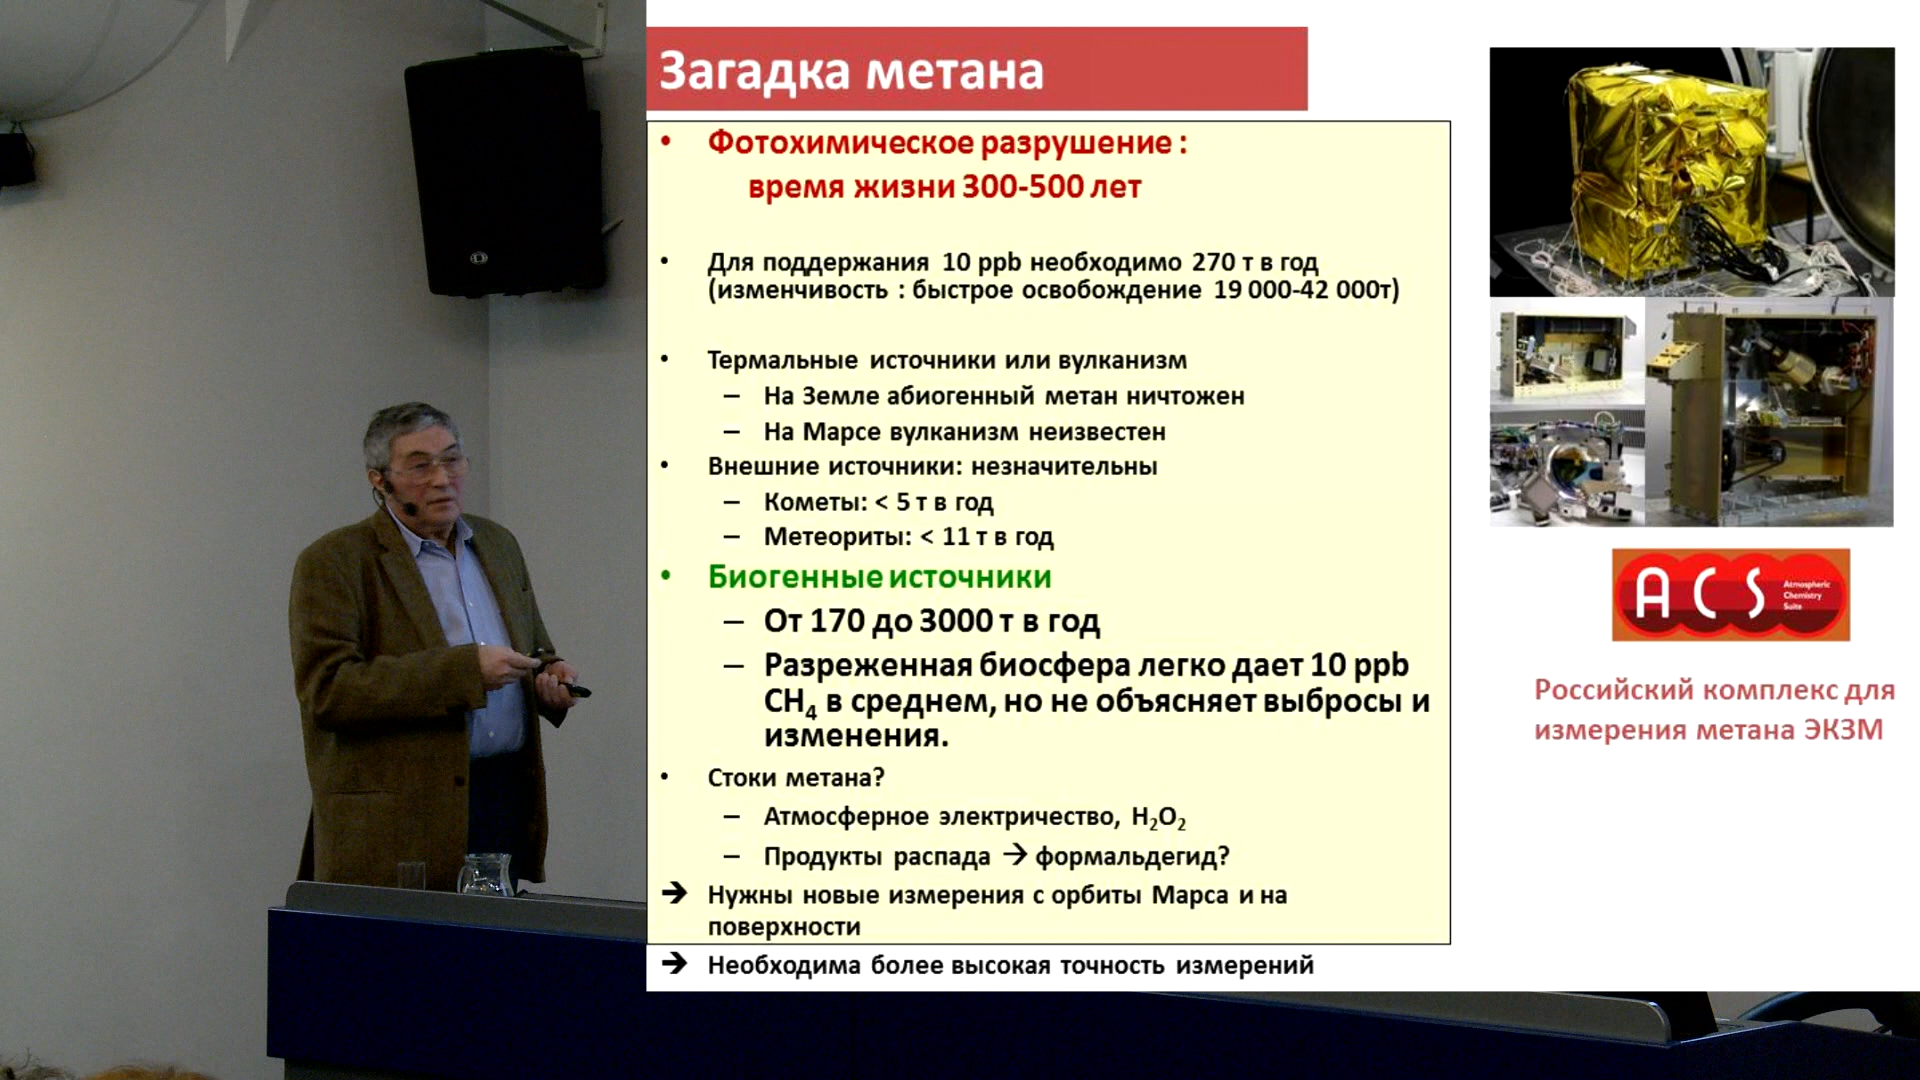 Загадка метана
• Фотохимическое разрушение :
время жизни 300-500 лет
• Для поддержания 10 ppb необходимо 270 т в год
(изменчивость : быстрое освобождение 19 000-42 000т)
• Термальные источники или вулканизм
– На Земле абиогенный метан ничтожен
– На Марсе вулканизм неизвестен
• Внешние источники: незначительны
– Кометы: < 5 т в год
– Метеориты: < 11 т в год
• Биогенные источники
– От 170 до 3000 т в год
– Разреженная биосфера легко дает 10 ppb
CH₄ в среднем, но не объясняет выбросы и
изменения.
• Стоки метана?
– Атмосферное электричество, H₂O₂
– Продукты распада → формальдегид?
→ Нужны новые измерения с орбиты Марса и на
поверхности
→ Необходима более высокая точность измерений
ACS
Atmospheric
Chemistry
Suite
Российский комплекс для
измерения метана ЭКЗМ